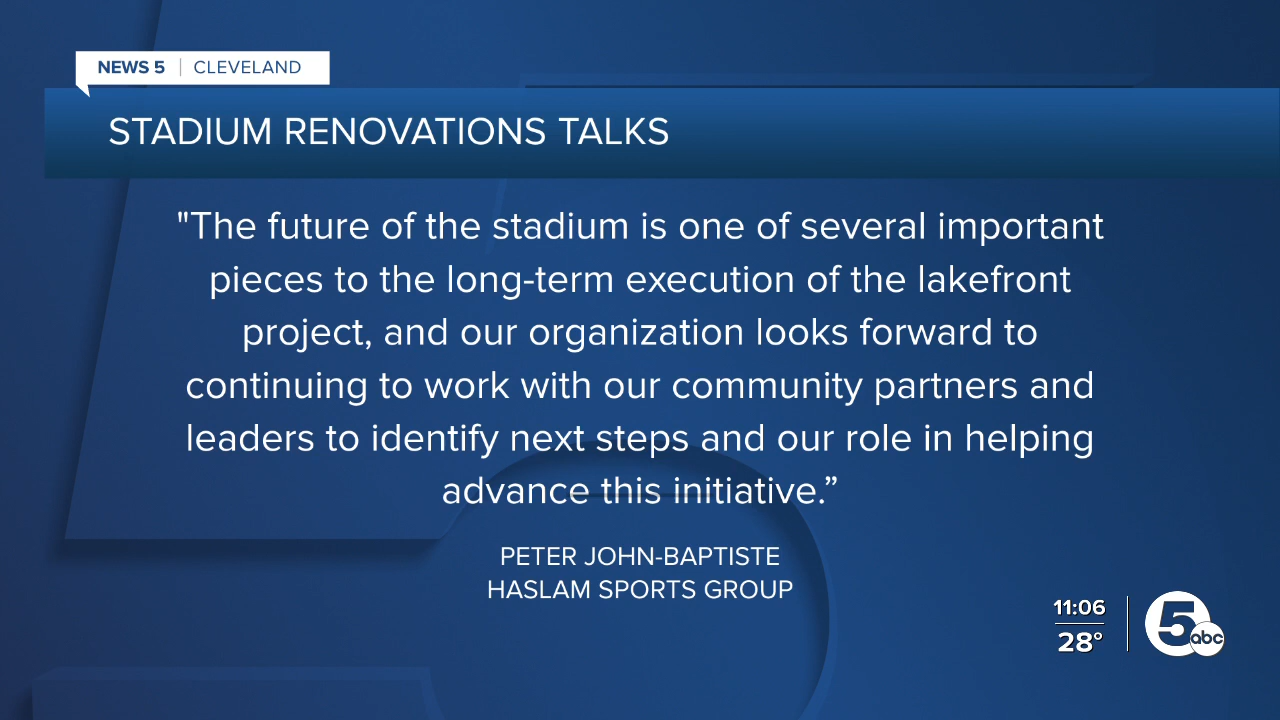 NEWS 5 | CLEVELAND
STADIUM RENOVATIONS TALKS
"The future of the stadium is one of several important
pieces to the long-term execution of the lakefront
project, and our organization looks forward to
continuing to work with our community partners and
leaders to identify next steps and our role in helping
advance this initiative.”
PETER JOHN-BAPTISTE
HASLAM SPORTS GROUP
11:06
28°
5 abc